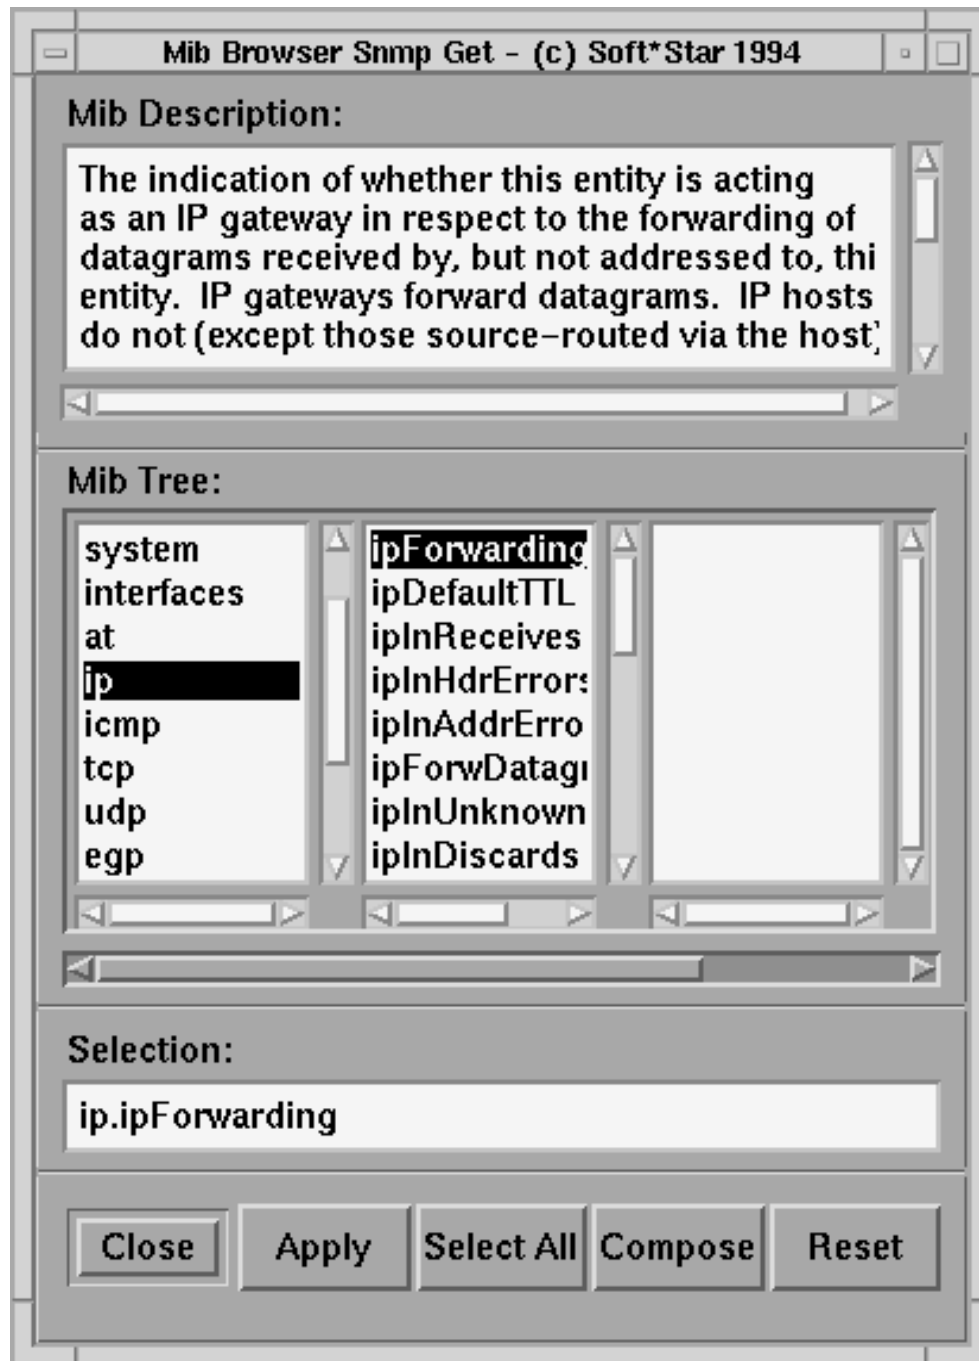 Mib Browser Snmp Get - (c) Soft*Star 1994
Mib Description:
The indication of whether this entity is acting
as an IP gateway in respect to the forwarding of
datagrams received by, but not addressed to, thi
entity.  IP gateways forward datagrams.  IP hosts
do not (except those source-routed via the host)
Mib Tree:
system
interfaces
at
ip
icmp
tcp
udp
egp
ipForwarding
ipDefaultTTL
ipInReceives
ipInHdrErrors
ipInAddrErro
ipForwDatagr
ipInUnknown
ipInDiscards
Selection:
ip.ipForwarding
Close Apply Select All Compose Reset